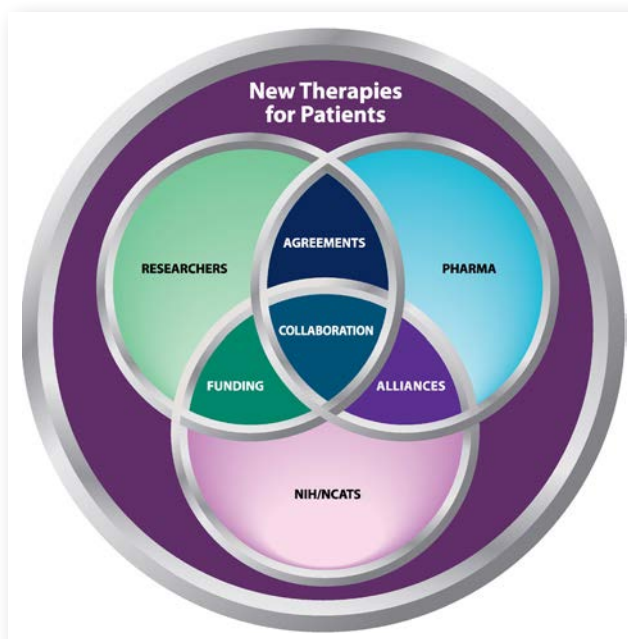 New Therapies
for Patients
AGREEMENTS
RESEARCHERS
PHARMA
COLLABORATION
FUNDING
ALLIANCES
NIH/NCATS